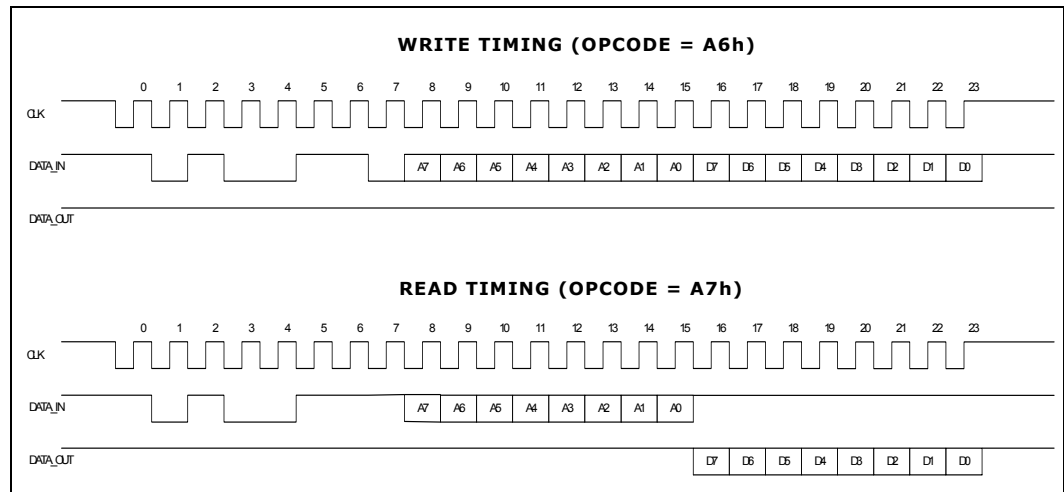 WRITE TIMING (OPCODE = A6h)
0 1 2 3 4 5 6 7 8 9 10 11 12 13 14 15 16 17 18 19 20 21 22 23
CLK
DATA_IN A7 A6 A5 A4 A3 A2 A1 A0 D7 D6 D5 D4 D3 D2 D1 D0
DATA_OUT
READ TIMING (OPCODE = A7h)
0 1 2 3 4 5 6 7 8 9 10 11 12 13 14 15 16 17 18 19 20 21 22 23
CLK
DATA_IN A7 A6 A5 A4 A3 A2 A1 A0
DATA_OUT D7 D6 D5 D4 D3 D2 D1 D0